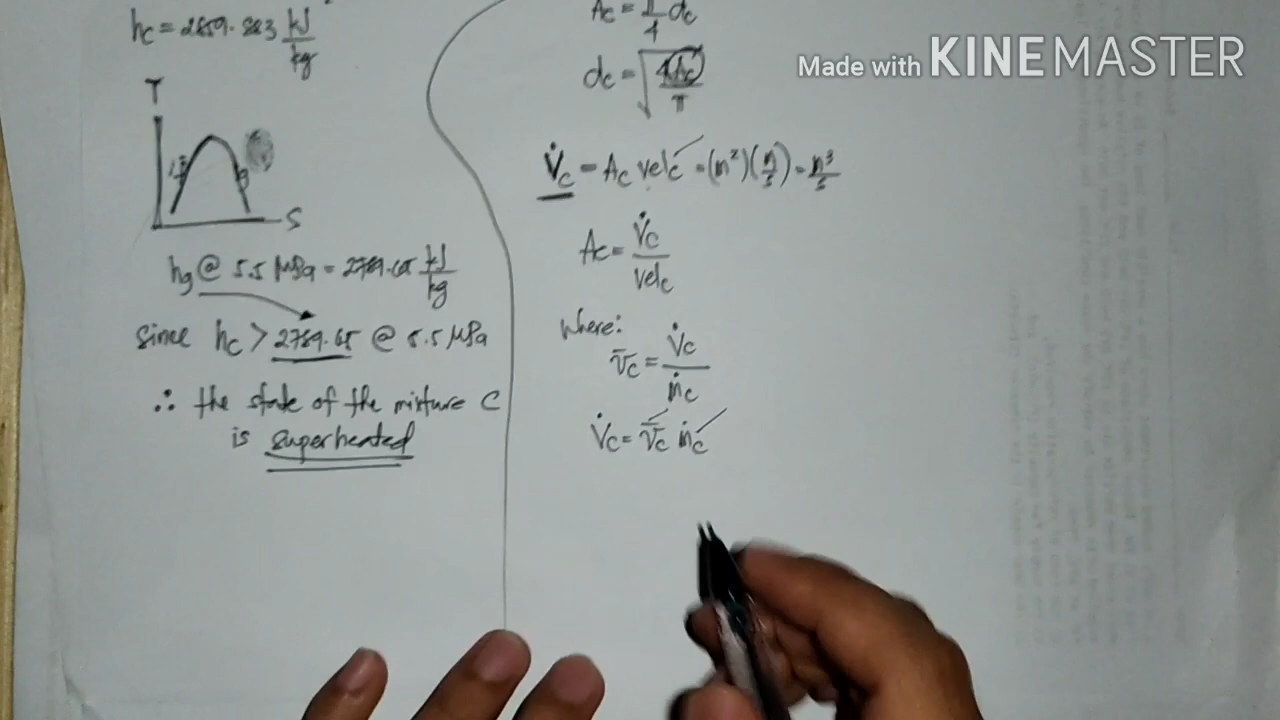 hc = 2859.883 kJ/kg
T
S
hg @ 5.5 MPa = 2789.65 kJ/kg
Since hc > 2789.65 @ 5.5 MPa
∴ the state of the mixture C
is superheated
Ac = π/4 dc
dc = √(4Ac/π)
V̇c = Ac velc = (m²)(m/s) = m³/s
Ac = V̇c/velc
Where:
v̄c = V̇c/ṁc
V̇c = v̄c ṁc
Made with KINEMASTER